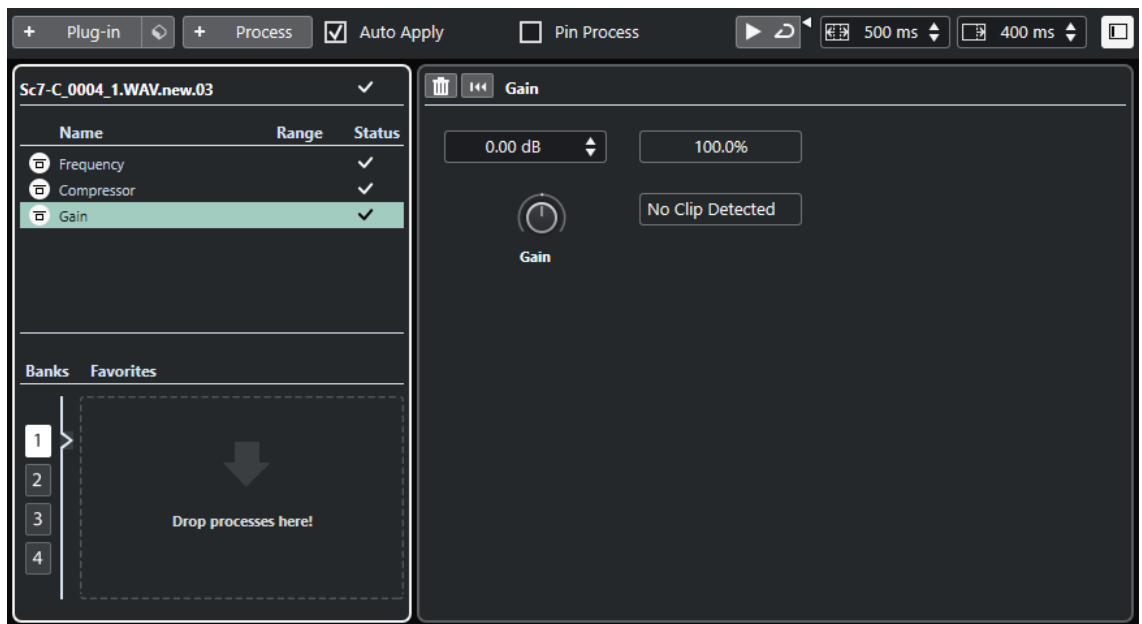 + Plug-in + Process Auto Apply Pin Process 500 ms 400 ms
Sc7-C_0004_1.WAV.new.03
Name Range Status
Frequency
Compressor
Gain
Banks Favorites
1
2
3
4
Drop processes here!
Gain
0.00 dB 100.0%
No Clip Detected
Gain